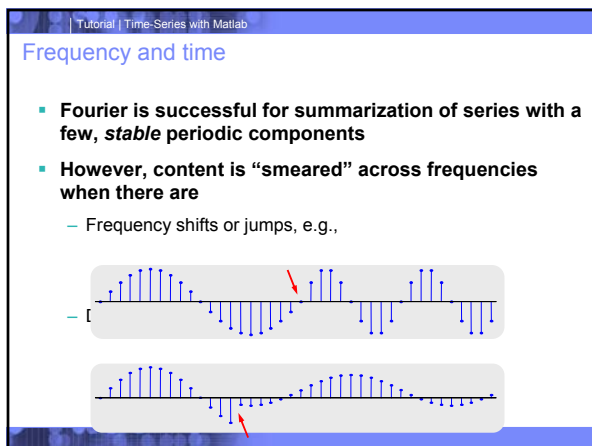 Tutorial | Time-Series with Matlab
Frequency and time
▪ Fourier is successful for summarization of series with a
few, stable periodic components
▪ However, content is “smeared” across frequencies
when there are
– Frequency shifts or jumps, e.g.,
–